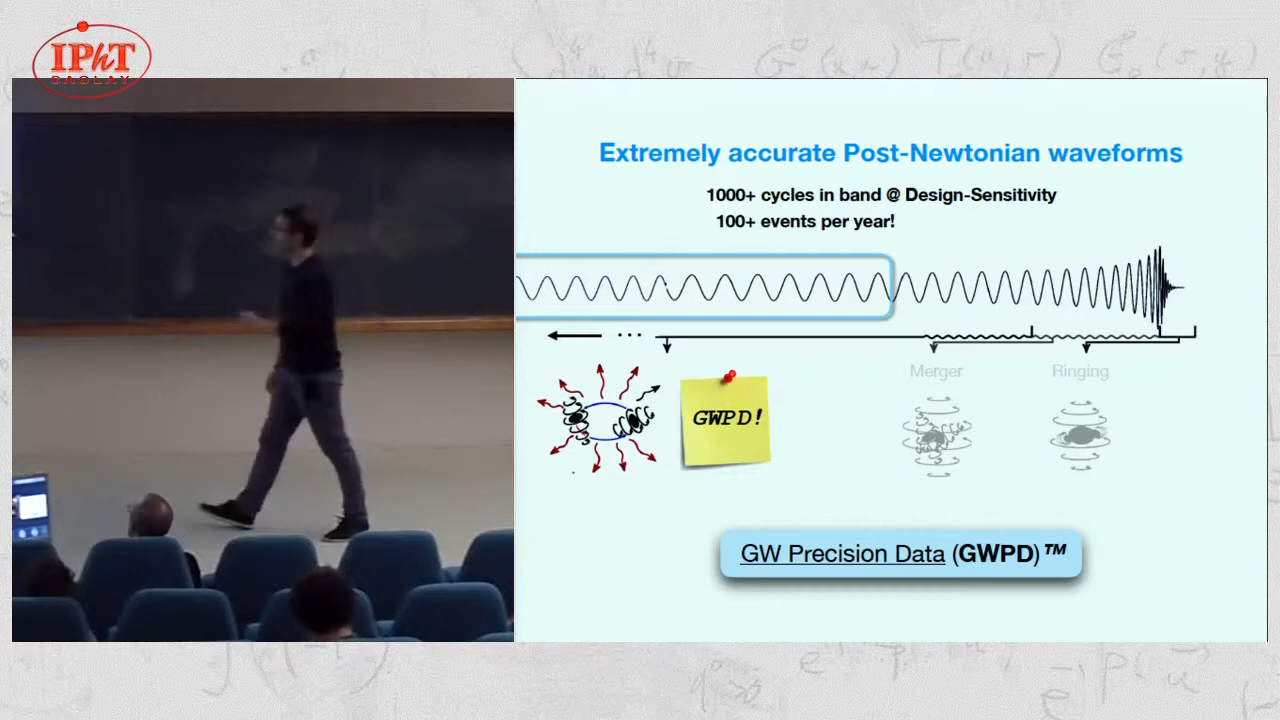 IPhT
SACLAY
Extremely accurate Post-Newtonian waveforms
1000+ cycles in band @ Design-Sensitivity
100+ events per year!
...
GWPD!
Merger
Ringing
GW Precision Data (GWPD)™